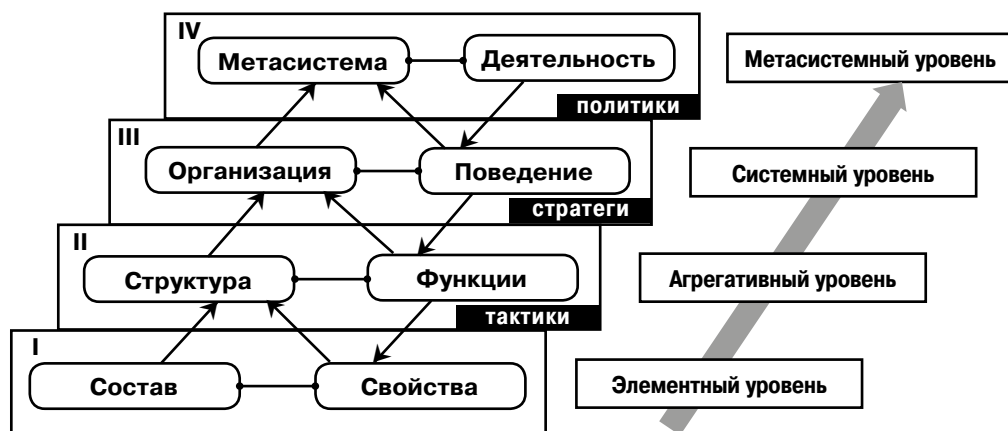 IV
Метасистема
Деятельность
политики
Метасистемный уровень
III
Организация
Поведение
стратеги
Системный уровень
II
Структура
Функции
тактики
Агрегативный уровень
I
Состав
Свойства
Элементный уровень